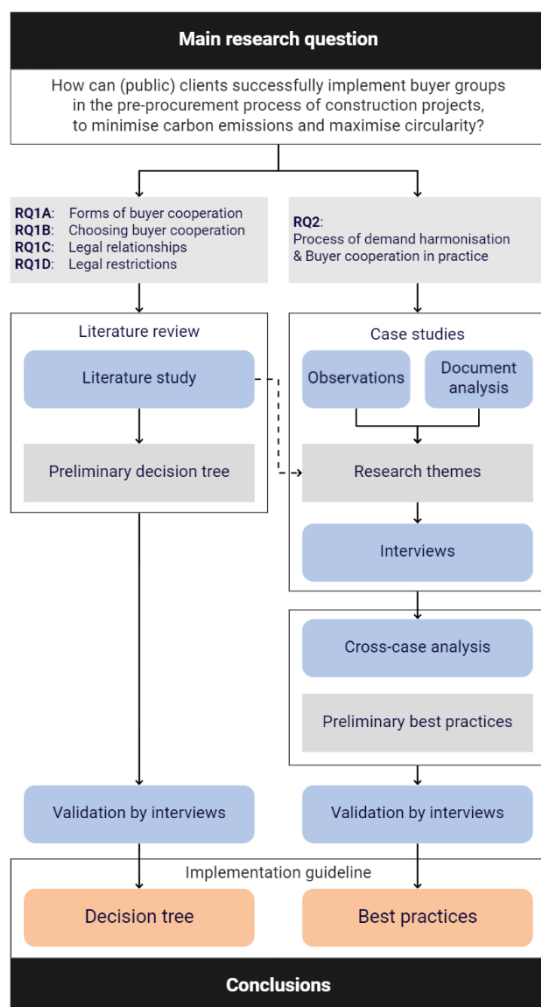 Main research question
How can (public) clients successfully implement buyer groups
in the pre-procurement process of construction projects,
to minimise carbon emissions and maximise circularity?
RQ1A: Forms of buyer cooperation
RQ1B: Choosing buyer cooperation
RQ1C: Legal relationships
RQ1D: Legal restrictions
RQ2:
Process of demand harmonisation
& Buyer cooperation in practice
Literature review
Literature study
Preliminary decision tree
Case studies
Observations
Document
analysis
Research themes
Interviews
Cross-case analysis
Preliminary best practices
Validation by interviews
Validation by interviews
Implementation guideline
Decision tree
Best practices
Conclusions